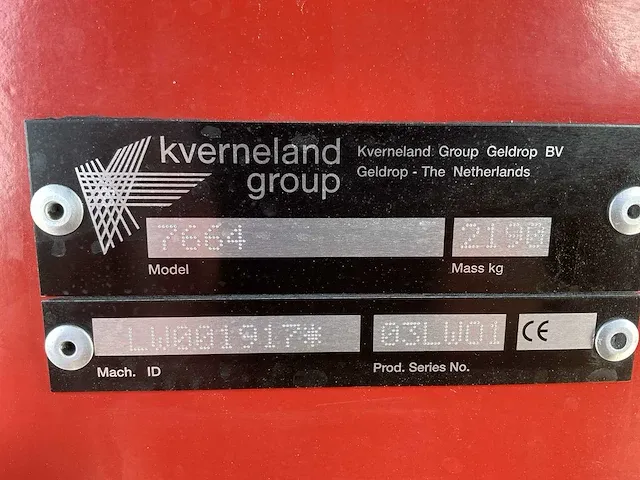 kverneland group
Kverneland Group Geldrop BV
Geldrop - The Netherlands
7664
2190
Model
Mass kg
LW001917*
03LW01
CE
Mach. ID
Prod. Series No.